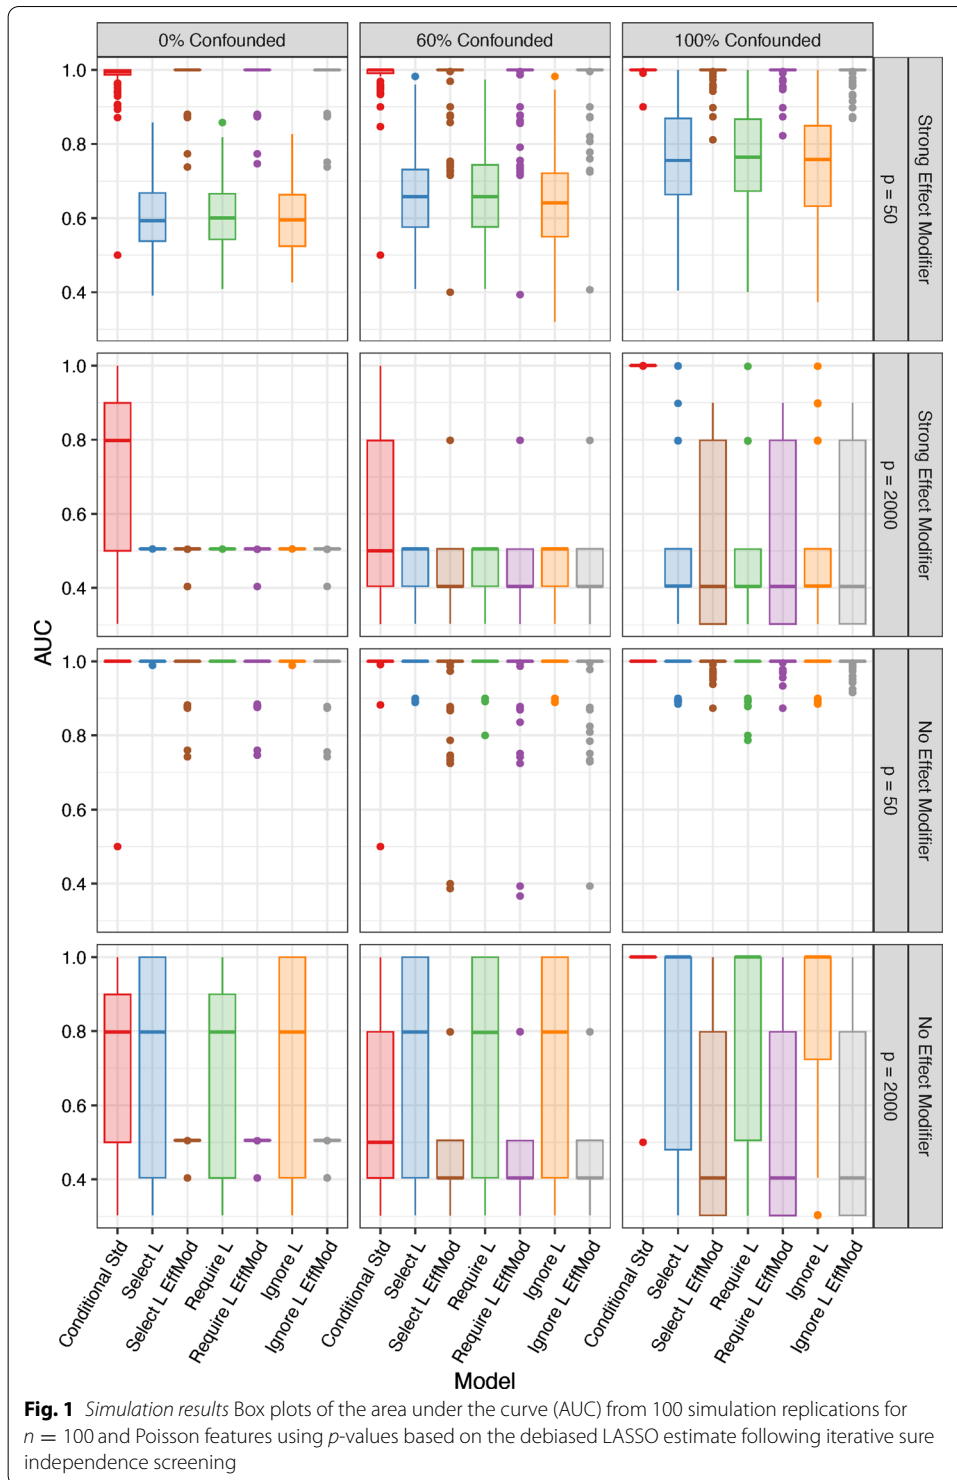 0% Confounded
60% Confounded
100% Confounded
1.0
0.8
0.6
0.4
p = 50
Strong Effect Modifier
1.0
0.8
0.6
0.4
p = 2000
Strong Effect Modifier
AUC
1.0
0.8
0.6
0.4
p = 50
No Effect Modifier
1.0
0.8
0.6
0.4
p = 2000
No Effect Modifier
Conditional Std
Select L
Select L EffMod
Require L
Require L EffMod
Ignore L
Ignore L EffMod
Conditional Std
Select L
Select L EffMod
Require L
Require L EffMod
Ignore L
Ignore L EffMod
Conditional Std
Select L
Select L EffMod
Require L
Require L EffMod
Ignore L
Ignore L EffMod
Model
Fig. 1 Simulation results Box plots of the area under the curve (AUC) from 100 simulation replications for
n = 100 and Poisson features using p-values based on the debiased LASSO estimate following iterative sure
independence screening